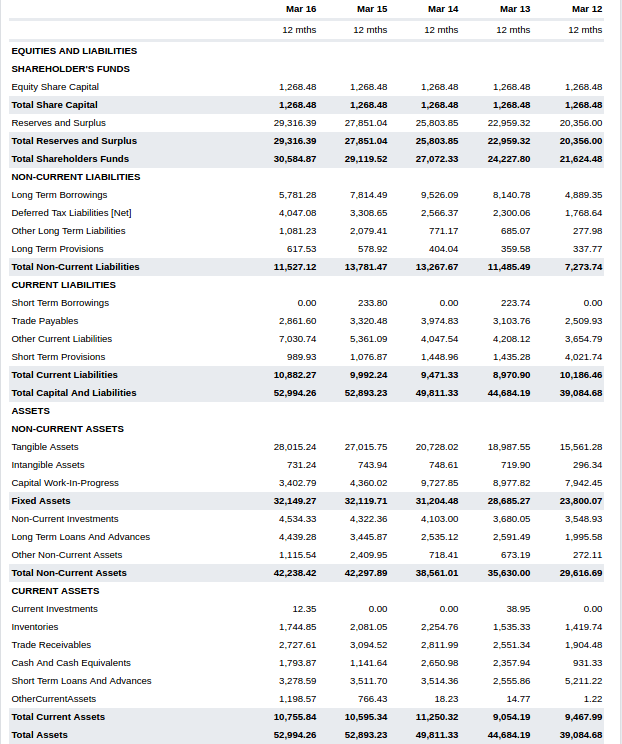 Mar 16 Mar 15 Mar 14 Mar 13 Mar 12
12 mths 12 mths 12 mths 12 mths 12 mths
EQUITIES AND LIABILITIES
SHAREHOLDER'S FUNDS
Equity Share Capital 1,268.48 1,268.48 1,268.48 1,268.48 1,268.48
Total Share Capital 1,268.48 1,268.48 1,268.48 1,268.48 1,268.48
Reserves and Surplus 29,316.39 27,851.04 25,803.85 22,959.32 20,356.00
Total Reserves and Surplus 29,316.39 27,851.04 25,803.85 22,959.32 20,356.00
Total Shareholders Funds 30,584.87 29,119.52 27,072.33 24,227.80 21,624.48
NON-CURRENT LIABILITIES
Long Term Borrowings 5,781.28 7,814.49 9,526.09 8,140.78 4,889.35
Deferred Tax Liabilities [Net] 4,047.08 3,308.65 2,566.37 2,300.06 1,768.64
Other Long Term Liabilities 1,081.23 2,079.41 771.17 685.07 277.98
Long Term Provisions 617.53 578.92 404.04 359.58 337.77
Total Non-Current Liabilities 11,527.12 13,781.47 13,267.67 11,485.49 7,273.74
CURRENT LIABILITIES
Short Term Borrowings 0.00 233.80 0.00 223.74 0.00
Trade Payables 2,861.60 3,320.48 3,974.83 3,103.76 2,509.93
Other Current Liabilities 7,030.74 5,361.09 4,047.54 4,208.12 3,654.79
Short Term Provisions 989.93 1,076.87 1,448.96 1,435.28 4,021.74
Total Current Liabilities 10,882.27 9,992.24 9,471.33 8,970.90 10,186.46
Total Capital And Liabilities 52,994.26 52,893.23 49,811.33 44,684.19 39,084.68
ASSETS
NON-CURRENT ASSETS
Tangible Assets 28,015.24 27,015.75 20,728.02 18,987.55 15,561.28
Intangible Assets 731.24 743.94 748.61 719.90 296.34
Capital Work-In-Progress 3,402.79 4,360.02 9,727.85 8,977.82 7,942.45
Fixed Assets 32,149.27 32,119.71 31,204.48 28,685.27 23,800.07
Non-Current Investments 4,534.33 4,322.36 4,103.00 3,680.05 3,548.93
Long Term Loans And Advances 4,439.28 3,445.87 2,535.12 2,591.49 1,995.58
Other Non-Current Assets 1,115.54 2,409.95 718.41 673.19 272.11
Total Non-Current Assets 42,238.42 42,297.89 38,561.01 35,630.00 29,616.69
CURRENT ASSETS
Current Investments 12.35 0.00 0.00 38.95 0.00
Inventories 1,744.85 2,081.05 2,254.76 1,535.33 1,419.74
Trade Receivables 2,727.61 3,094.52 2,811.99 2,551.34 1,904.48
Cash And Cash Equivalents 1,793.87 1,141.64 2,650.98 2,357.94 931.33
Short Term Loans And Advances 3,278.59 3,511.70 3,514.36 2,555.86 5,211.22
OtherCurrentAssets 1,198.57 766.43 18.23 14.77 1.22
Total Current Assets 10,755.84 10,595.34 11,250.32 9,054.19 9,467.99
Total Assets 52,994.26 52,893.23 49,811.33 44,684.19 39,084.68